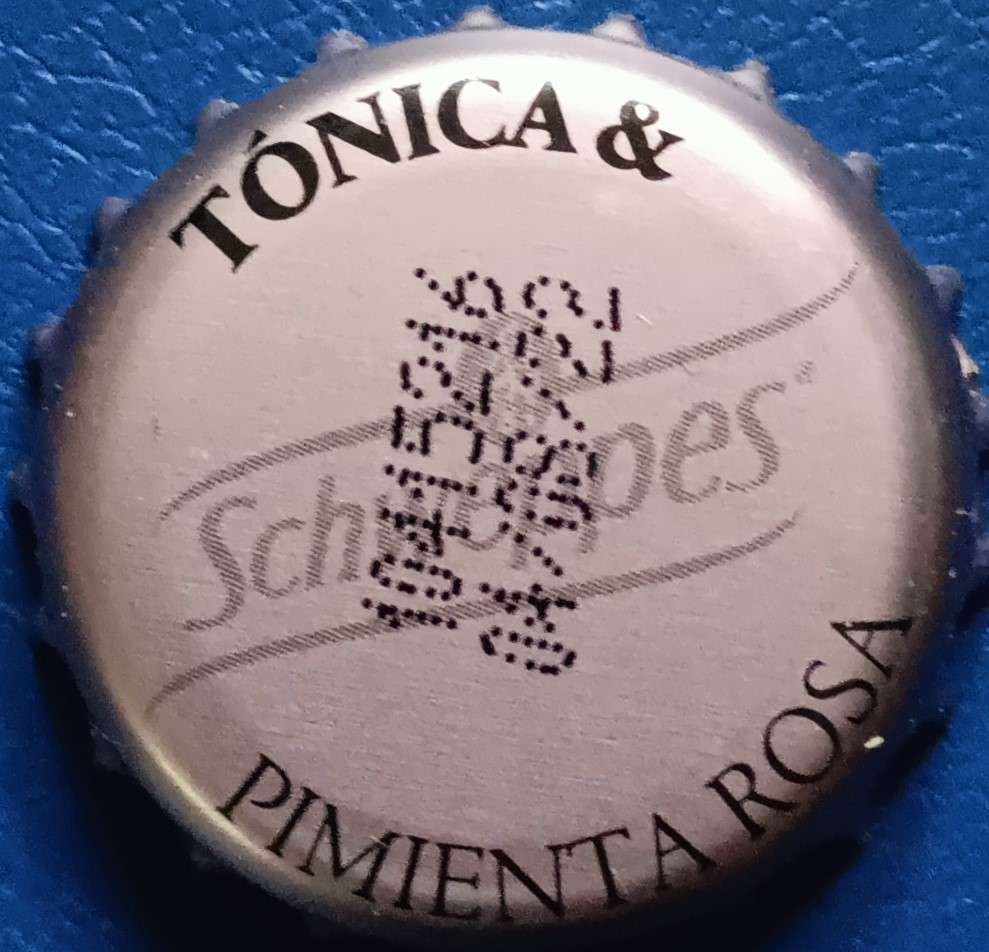 TÓNICA &
Schweppes
PIMIENTA ROSA